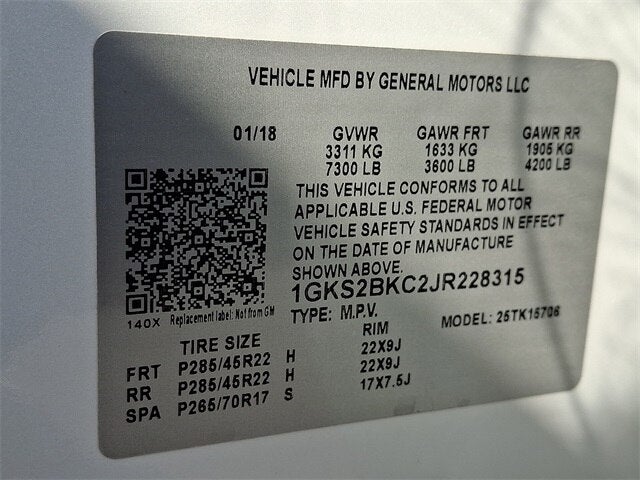 VEHICLE MFD BY GENERAL MOTORS LLC
01/18 GVWR GAWR FRT GAWR RR
3311 KG 1633 KG 1905 KG
7300 LB 3600 LB 4200 LB
THIS VEHICLE CONFORMS TO ALL
APPLICABLE U.S. FEDERAL MOTOR
VEHICLE SAFETY STANDARDS IN EFFECT
ON THE DATE OF MANUFACTURE
SHOWN ABOVE.
1GKS2BKC2JR228315
140X Replacement label: Not from GM
TYPE: M.P.V. MODEL: 25TK15706
TIRE SIZE RIM
FRT P285/45R22 H 22X9J
RR P285/45R22 H 22X9J
SPA P265/70R17 S 17X7.5J